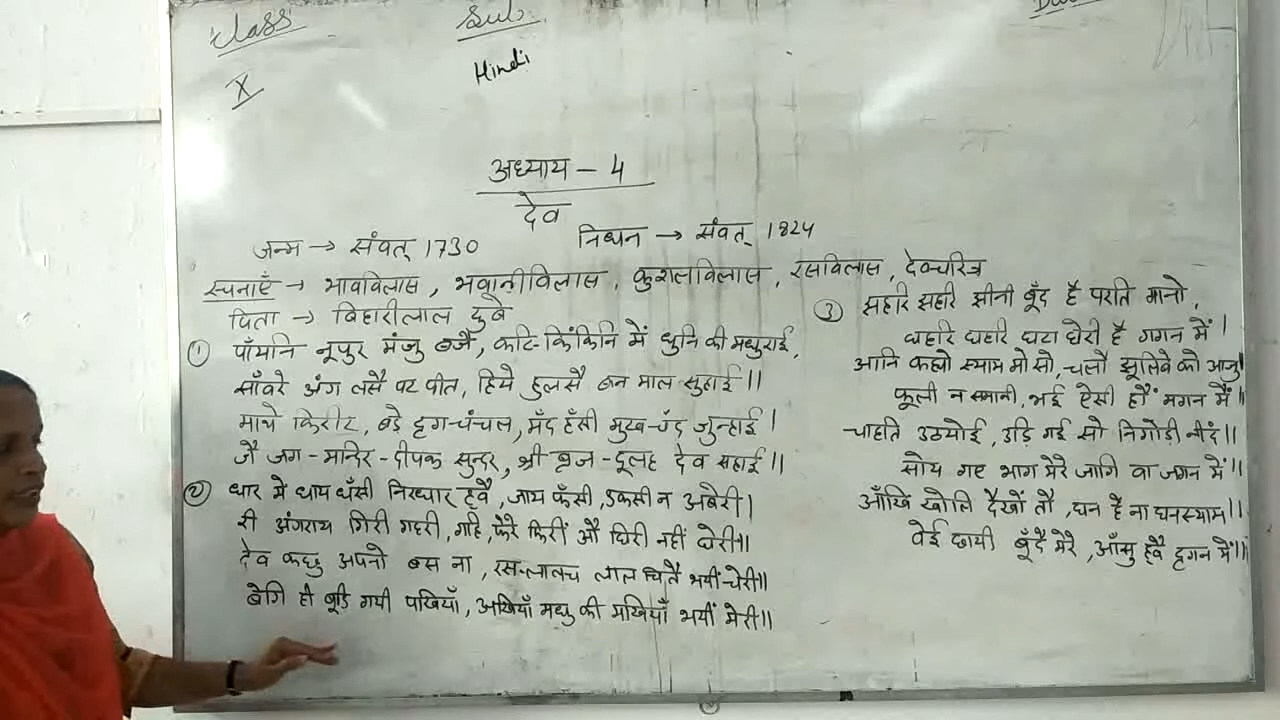 Class
Sub
X
Hindi
अध्याय - 4
देव
जन्म → संवत् 1730
निधन → संवत् 1824
रचनाएँ → भावविलास, भवानीविलास, कुशलविलास, रसविलास, देवचरित्र
पिता → बिहारीलाल दुबे
① पाँयनि नूपुर मंजु बजैं, कटि-किंकिनि में धुनि की मधुराई,
साँवरे अंग लसै पट पीत, हिये हुलसै बन माल सुहाई॥
माथे किरीट, बड़े दृग-चंचल, मँद हँसी मुख-चंद जुन्हाई।
जै जग-मन्दिर-दीपक सुन्दर, श्री ब्रज-दूलह देव सहाई॥
② धार में धाय धँसी निरधार ह्वै, जाय फँसी, उकसी न अबेरी।
री अंगराय गिरी गहरी, गहि, फेरे फिरीं औ घिरी नहीं घेरी॥
देव कछु अपनो बस ना, रस-लालच लाल चितै भयीं चेरी॥
बेगि ही बूड़ि गयी पखियाँ, अखियाँ मधु की मखियाँ भयीं मेरी॥
③ झहरि झहरि झीनी बूँद है परति मानो,
घहरि घहरि घटा घेरी है गगन में।
आनि कह्यो स्याम मो सो, चलौ झूलिबे को आजु।
फूली न समानी, भई ऐसी हौं मगन में॥
चाहति उठयोई, उड़ि गई सो निगोड़ी नींद॥
सोय गए भाग मेरे जागि वा जगन में॥
आँखि खोलि देखों तौ, घन है ना घनस्याम॥
वेई छायी बूँदै मेरे, आँसु ह्वै दृगन में॥